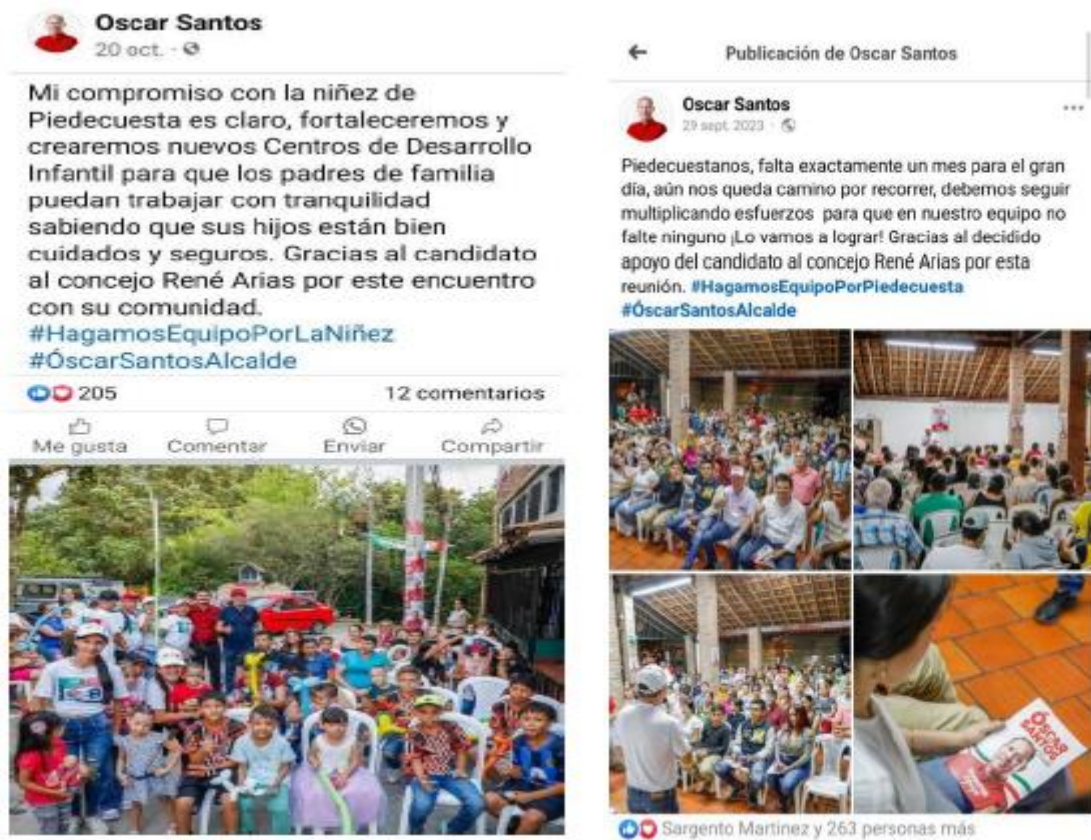 Oscar Santos
20 oct.
Mi compromiso con la niñez de
Piedecuesta es claro, fortaleceremos y
crearemos nuevos Centros de Desarrollo
Infantil para que los padres de familia
puedan trabajar con tranquilidad
sabiendo que sus hijos están bien
cuidados y seguros. Gracias al candidato
al concejo René Arias por este encuentro
con su comunidad.
#HagamosEquipoPorLaNiñez
#ÓscarSantosAlcalde
205 12 comentarios
Me gusta Comentar Enviar Compartir
Publicación de Oscar Santos
Oscar Santos
29 sept. 2023
Piedecuestanos, falta exactamente un mes para el gran
día, aún nos queda camino por recorrer, debemos seguir
multiplicando esfuerzos para que en nuestro equipo no
falte ninguno ¡Lo vamos a lograr! Gracias al decidido
apoyo del candidato al concejo René Arias por esta
reunión. #HagamosEquipoPorPiedecuesta
#ÓscarSantosAlcalde
ÓSCAR
SANTOS
Sargento Martinez y 263 personas más